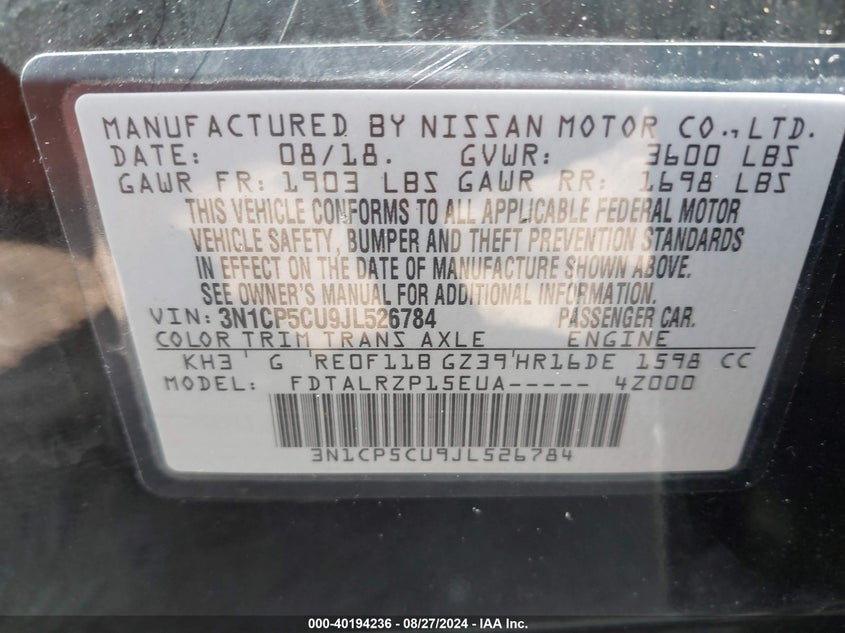 MANUFACTURED BY NISSAN MOTOR CO., LTD.
DATE: 08/18. GVWR: 3600 LBS
GAWR FR: 1903 LBS GAWR RR: 1698 LBS
THIS VEHICLE CONFORMS TO ALL APPLICABLE FEDERAL MOTOR
VEHICLE SAFETY, BUMPER AND THEFT PREVENTION STANDARDS
IN EFFECT ON THE DATE OF MANUFACTURE SHOWN ABOVE.
SEE OWNER'S MANUAL FOR ADDITIONAL INFORMATION.
VIN: 3N1CP5CU9JL526784 PASSENGER CAR.
COLOR TRIM TRANS AXLE ENGINE
KH3 G RE0F11B GZ39 HR16DE 1598 CC
MODEL: FDTALRZP15EUA----- 4Z000
3N1CP5CU9JL526784
000-40194236 - 08/27/2024 - IAA Inc.